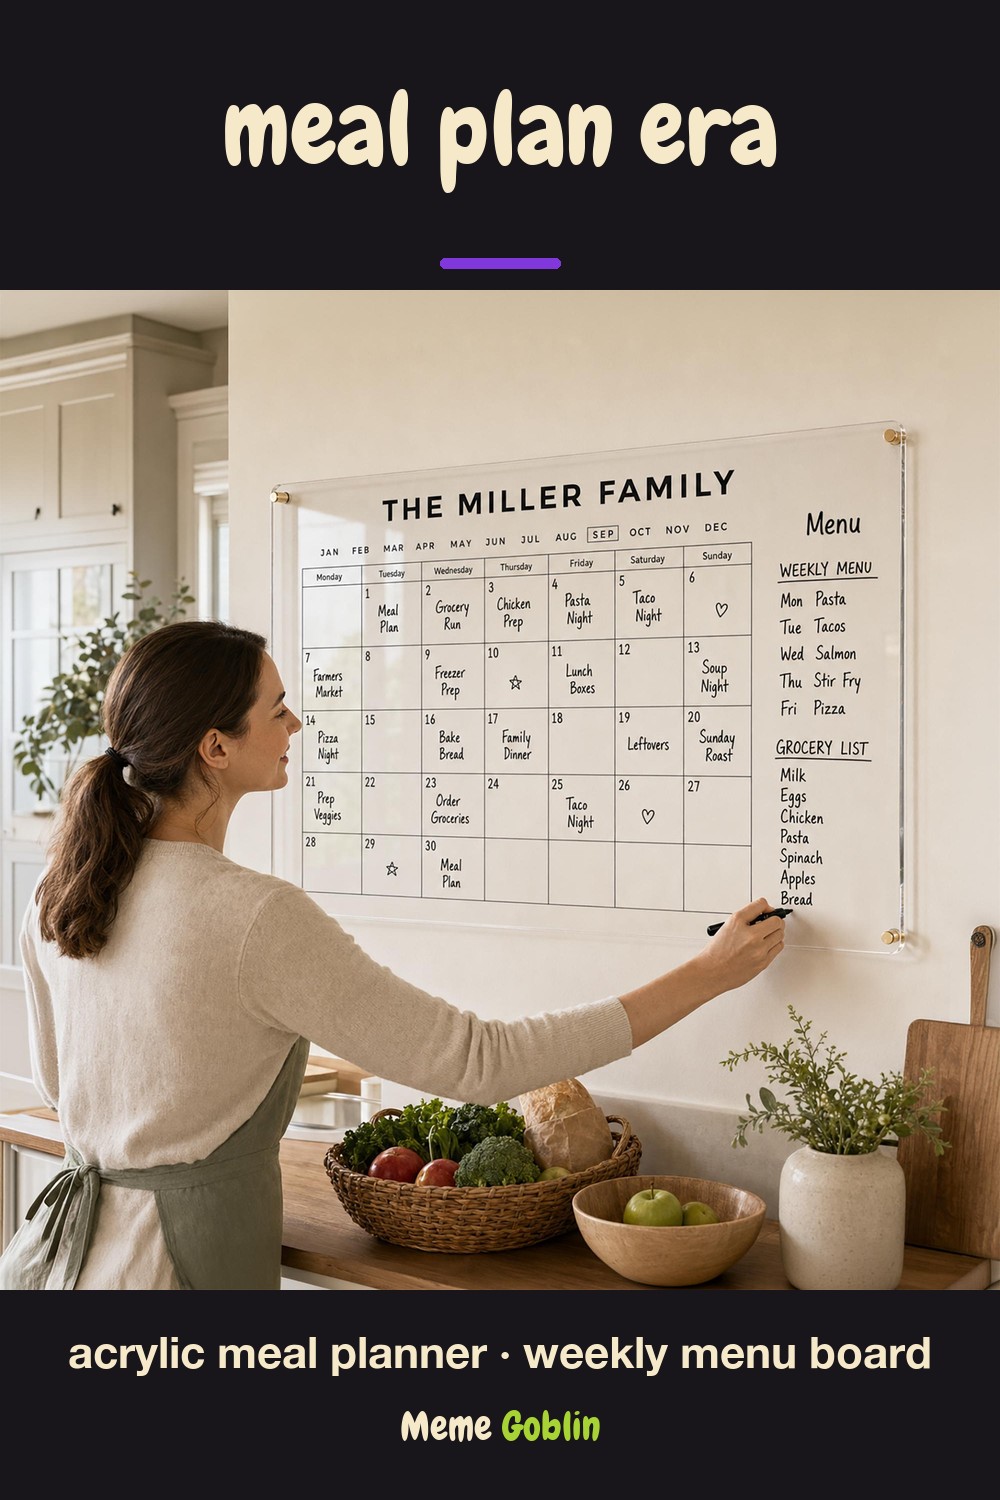 meal plan era
THE MILLER FAMILY
JAN FEB MAR APR MAY JUN JUL AUG SEP OCT NOV DEC
Monday Tuesday Wednesday Thursday Friday Saturday Sunday
1 2 3 4 5 6
Meal Plan
Grocery Run
Chicken Prep
Pasta Night
Taco Night
7 8 9 10 11 12 13
Farmers Market
Freezer Prep
Lunch Boxes
Soup Night
14 15 16 17 18 19 20
Pizza Night
Bake Bread
Family Dinner
Leftovers
Sunday Roast
21 22 23 24 25 26 27
Prep Veggies
Order Groceries
Taco Night
28 29 30
Meal Plan
Menu
WEEKLY MENU
Mon Pasta
Tue Tacos
Wed Salmon
Thu Stir Fry
Fri Pizza
GROCERY LIST
Milk
Eggs
Chicken
Pasta
Spinach
Apples
Bread
acrylic meal planner · weekly menu board
Meme Goblin